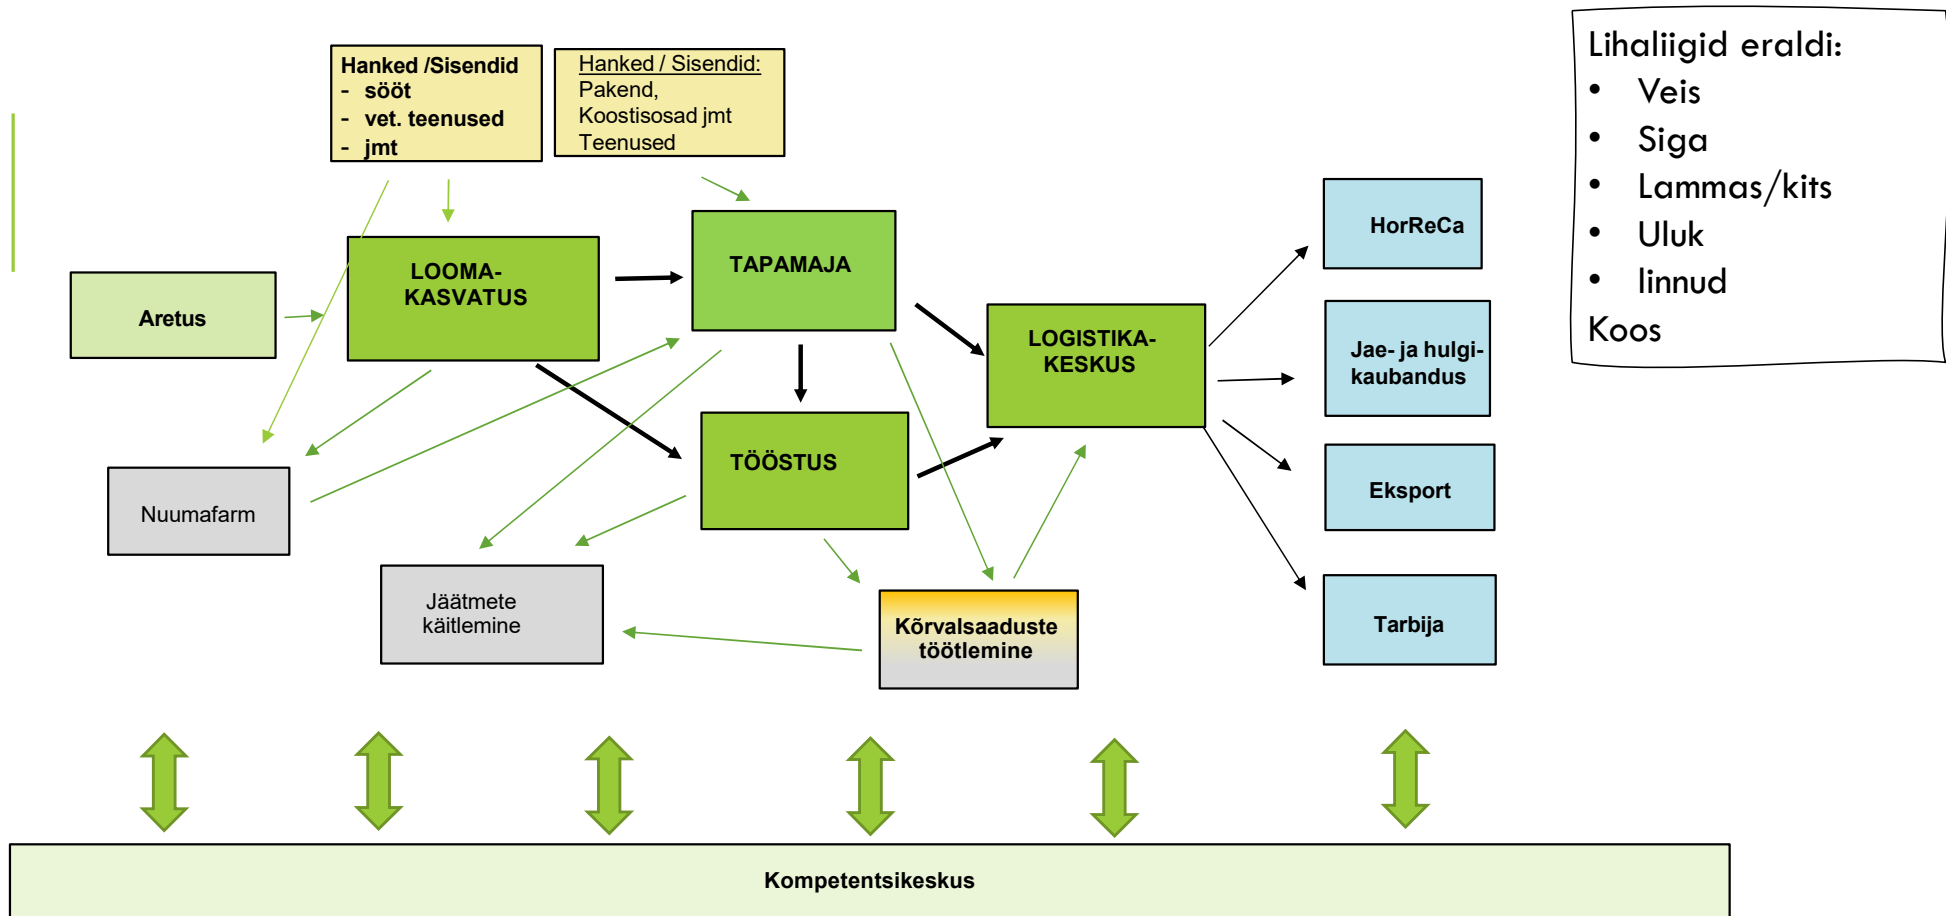 Hanked /Sisendid
- sööt
- vet. teenused
- jmt
Hanked / Sisendid:
Pakend,
Koostisosad jmt
Teenused
Lihaliigid eraldi:
• Veis
• Siga
• Lammas/kits
• Uluk
• linnud
Koos
Aretus
LOOMA-
KASVATUS
TAPAMAJA
LOGISTIKA-
KESKUS
TÖÖSTUS
HorReCa
Jae- ja hulgi-
kaubandus
Eksport
Tarbija
Nuumafarm
Jäätmete
käitlemine
Kõrvalsaaduste
töötlemine
Kompetentsikeskus